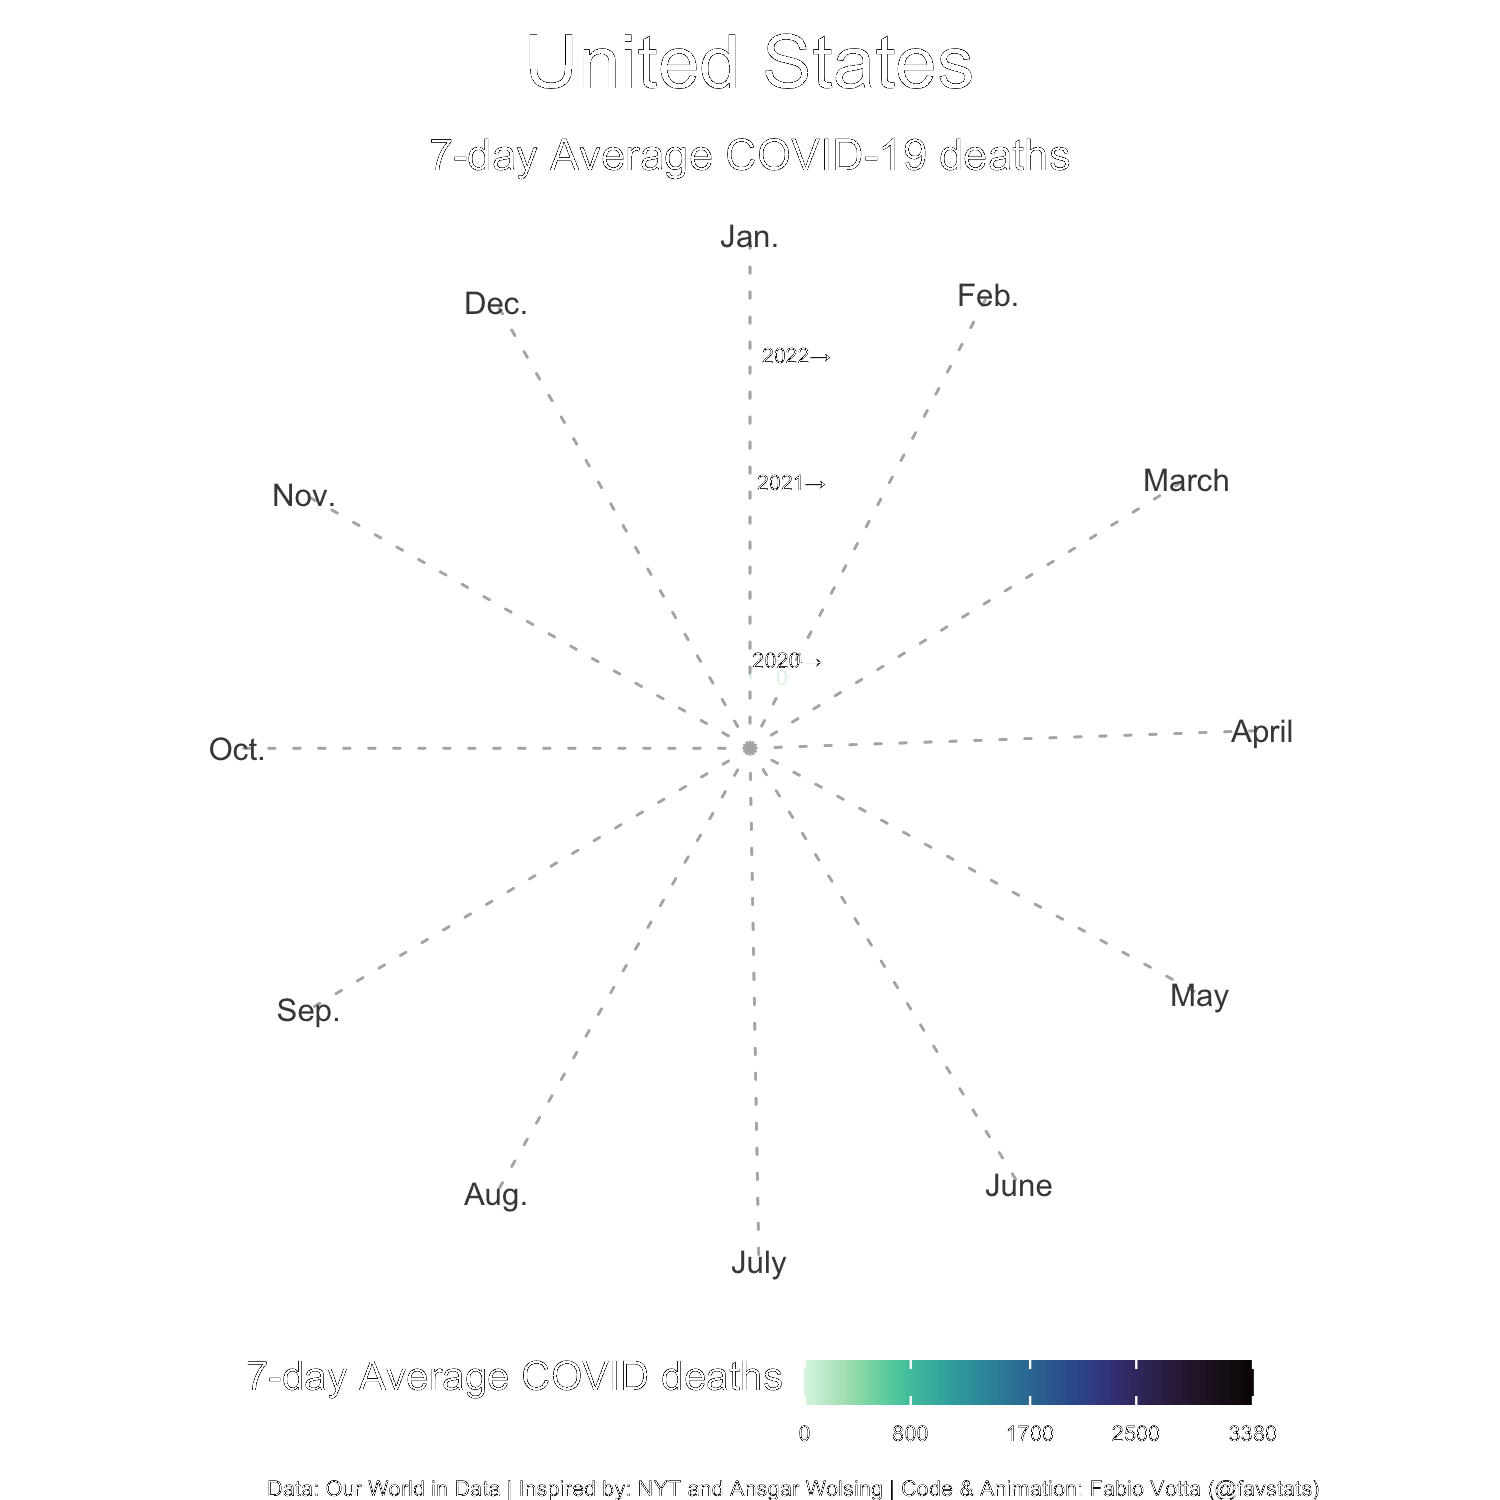 United States
7-day Average COVID-19 deaths
Jan.
Dec.
Feb.
2022→
Nov.
March
2021→
2020→
0
Oct.
April
Sep.
May
Aug.
June
July
7-day Average COVID deaths
0 800 1700 2500 3380
Data: Our World in Data | Inspired by: NYT and Ansgar Wolsing | Code & Animation: Fabio Votta (@favstats)